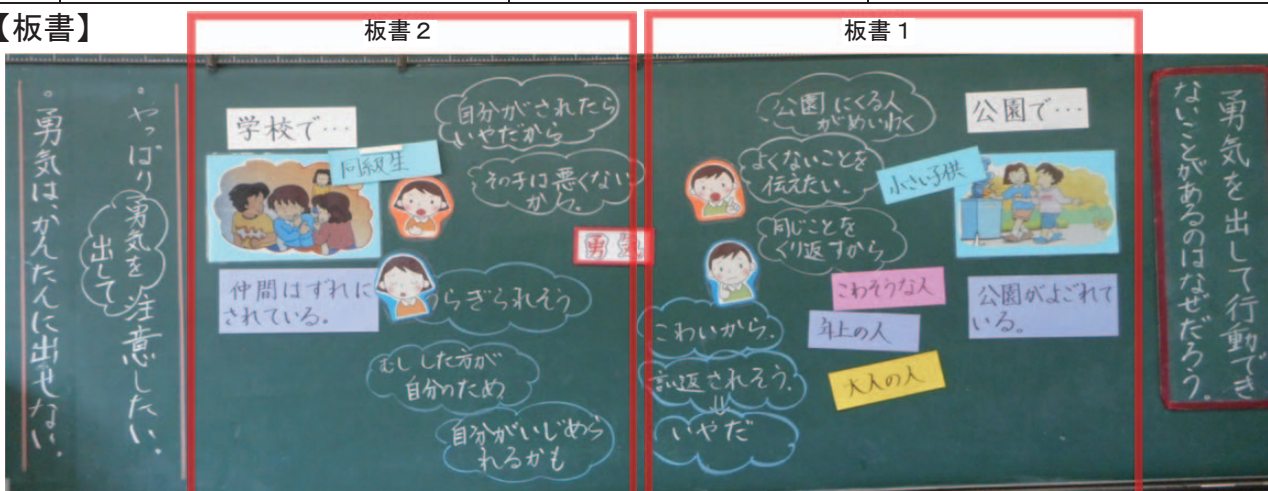 【板書】
板書２
板書１
勇気を出して行動でき
ないことがあるのはなぜだろう。
公園で…
公園にくる人
がめいわく
よくないことを
伝えたい。
小さい子供
同じことを
くり返すから
こわそうな人
公園がよごれて
いる。
年上の人
大人の人
こわいから。
言い返されそう。
⇓
いやだ
勇気
学校で…
自分がされたら
いやだから
同級生
その子は悪くない
から。
仲間はずれに
されている。
うらぎられそう
むしした方が
自分のため
自分がいじめら
れるかも
。やっぱり勇気を注意したい。
出して
。勇気は、かんたんに出せない。